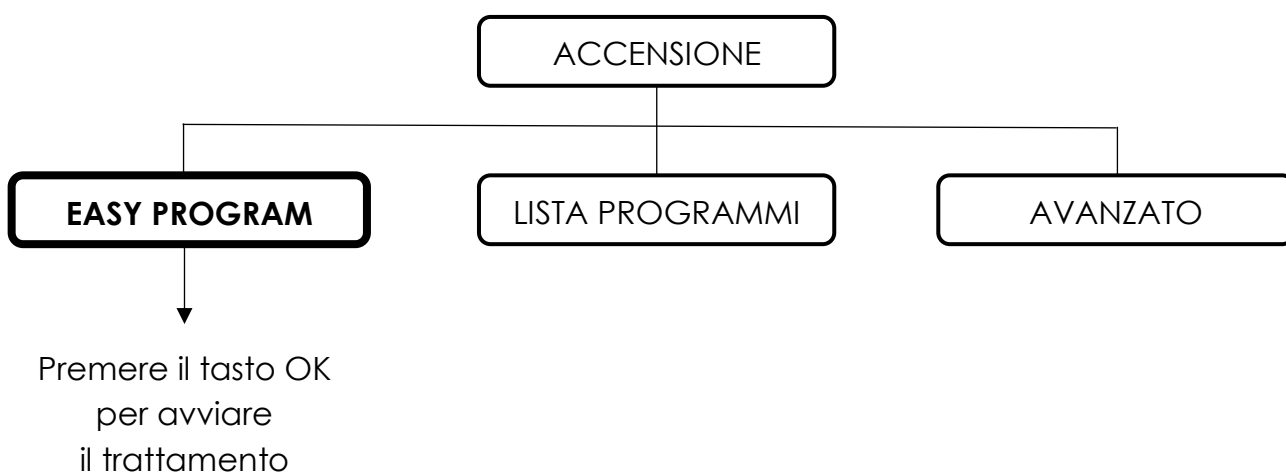 ACCENSIONE
EASY PROGRAM
LISTA PROGRAMMI
AVANZATO
Premere il tasto OK
per avviare
il trattamento